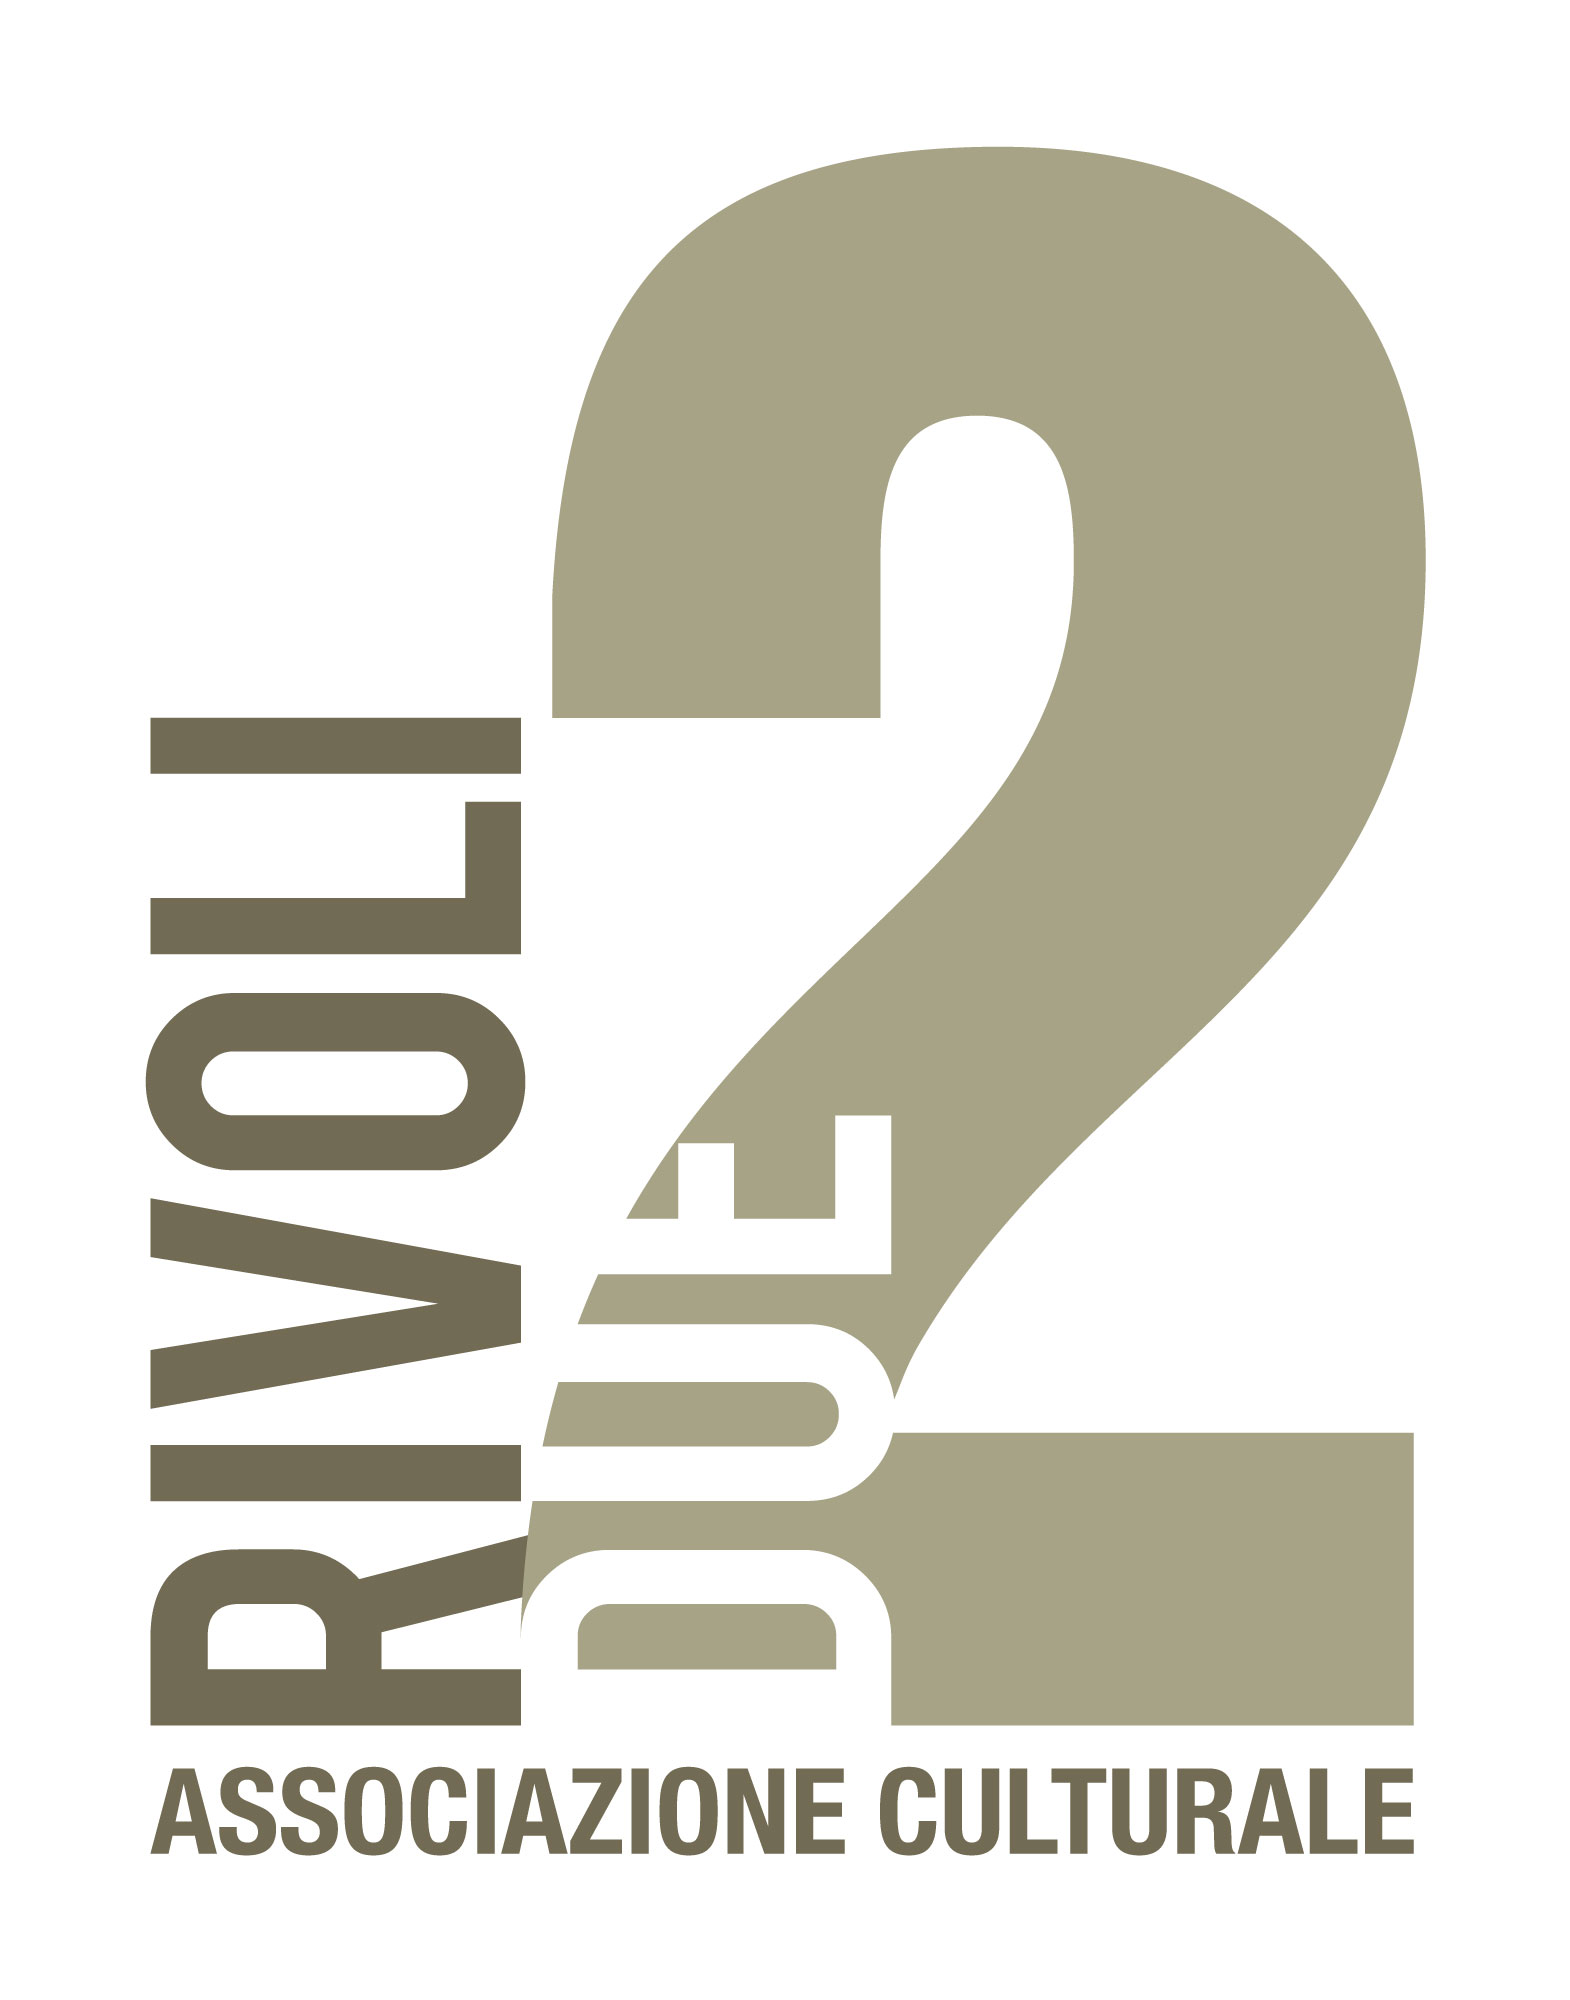 RIVOLI
DUE
2
ASSOCIAZIONE CULTURALE